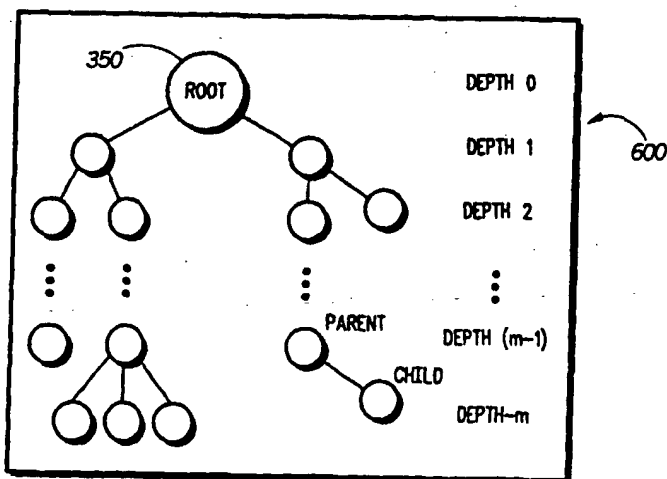 350
ROOT
DEPTH 0
DEPTH 1
600
DEPTH 2
PARENT
DEPTH (m-1)
CHILD
DEPTH-m